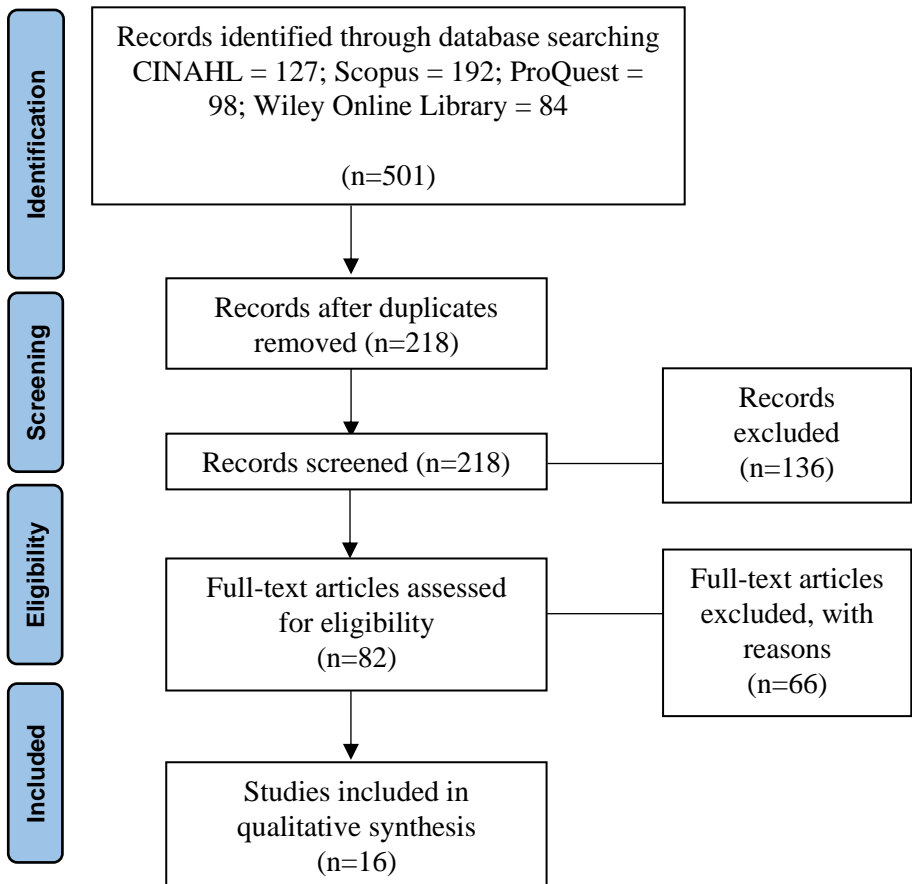 Identification
Records identified through database searching
CINAHL = 127; Scopus = 192; ProQuest =
98; Wiley Online Library = 84
(n=501)
Screening
Records after duplicates
removed (n=218)
Records screened (n=218)
Records
excluded
(n=136)
Eligibility
Full-text articles assessed
for eligibility
(n=82)
Full-text articles
excluded, with
reasons
(n=66)
Included
Studies included in
qualitative synthesis
(n=16)